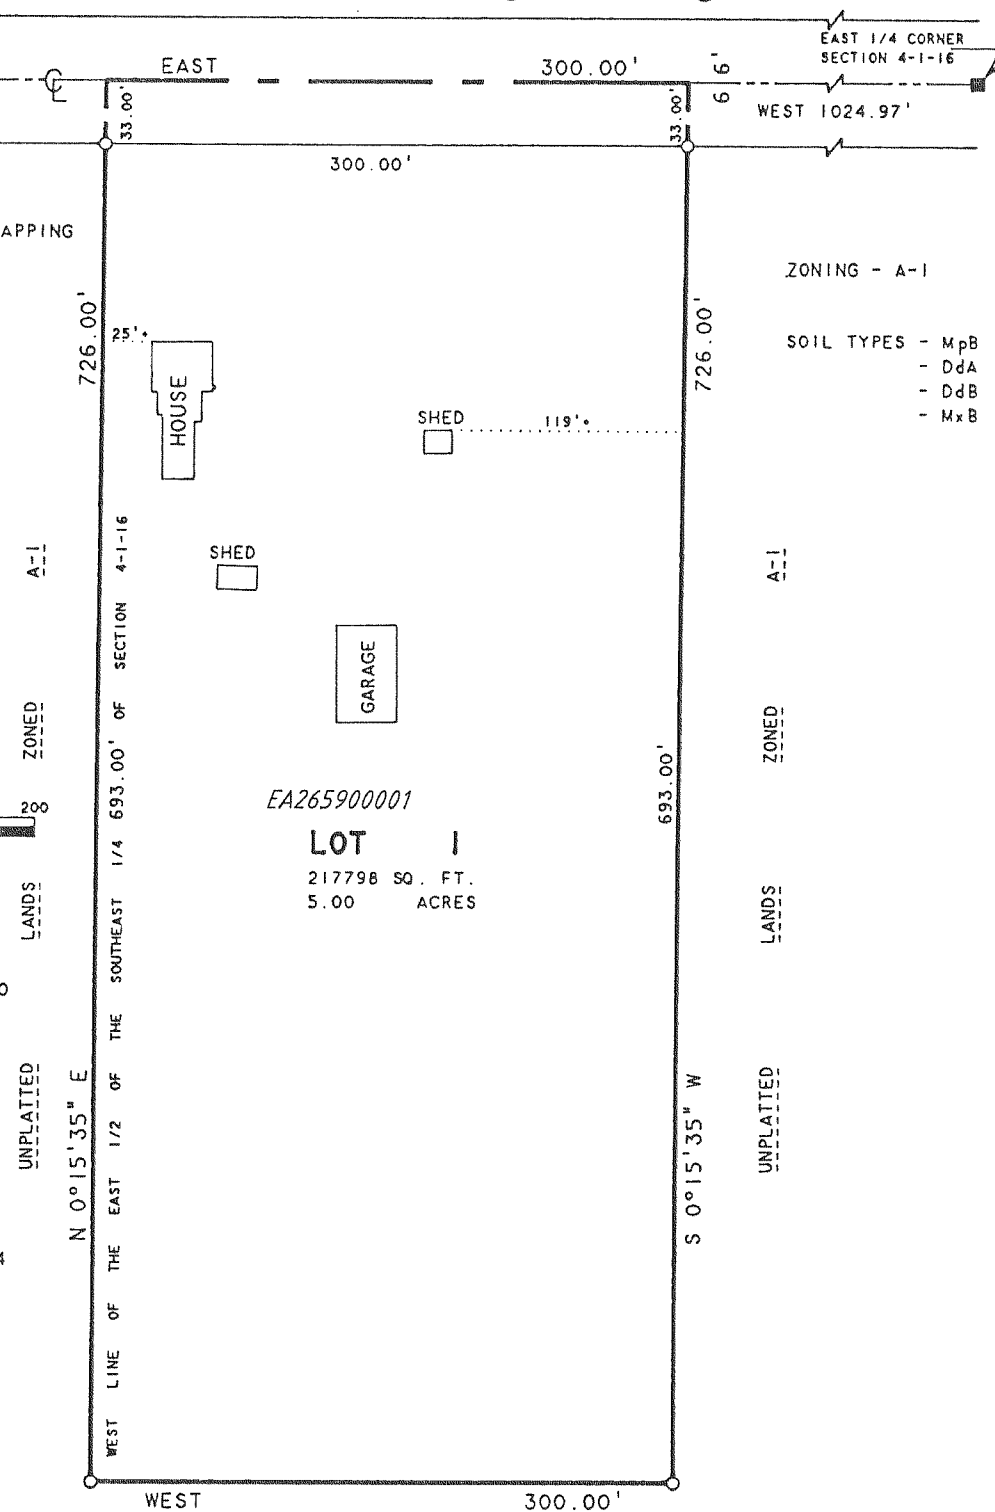 EAST 1/4 CORNER
SECTION 4-1-16
EAST
300.00'
66'
WEST 1024.97'
33.00'
33.00'
300.00'
APPING
ZONING - A-1
726.00'
726.00'
25'
SOIL TYPES - MpB
- DdA
- DdB
- MxB
HOUSE
SHED
119'
SHED
GARAGE
UNPLATTED LANDS ZONED A-1
WEST LINE OF THE EAST 1/2 OF THE SOUTHEAST 1/4 693.00' OF SECTION 4-1-16
693.00'
UNPLATTED LANDS ZONED A-1
EA265900001
LOT 1
217798 SQ. FT.
5.00 ACRES
200
N 0°15'35" E
S 0°15'35" W
WEST
300.00'